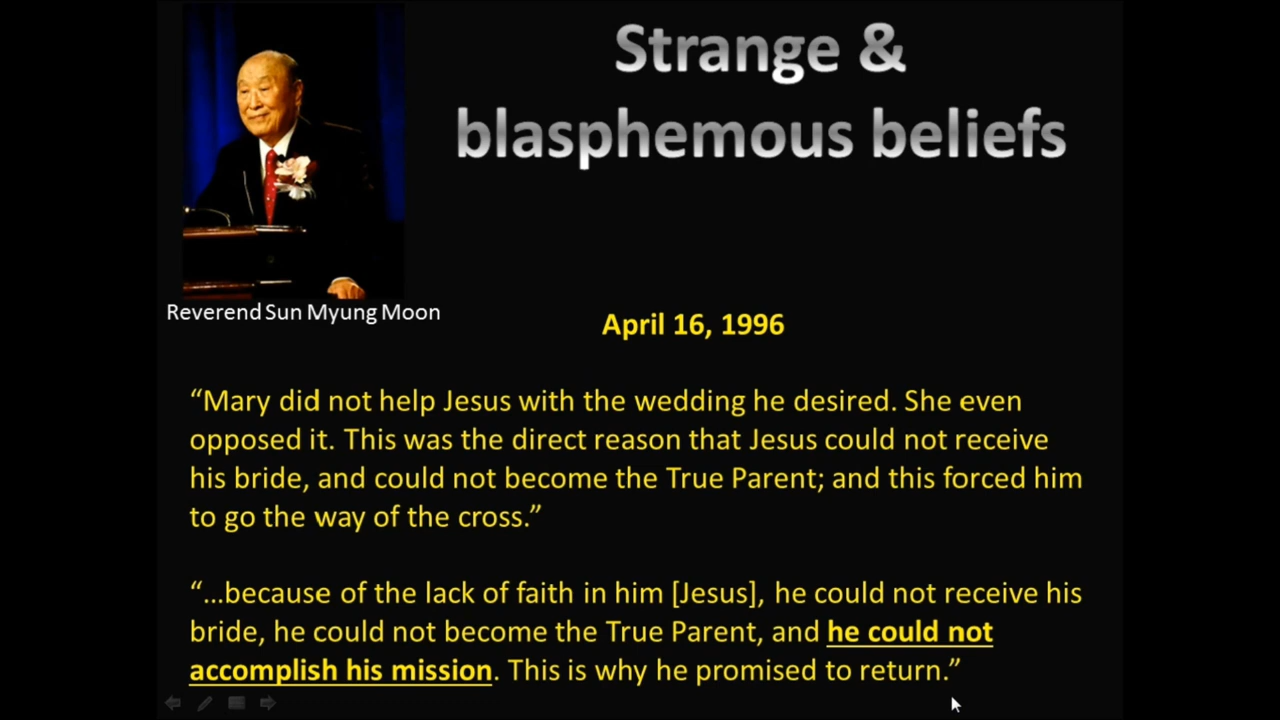 Strange &
blasphemous beliefs
Reverend Sun Myung Moon
April 16, 1996
“Mary did not help Jesus with the wedding he desired. She even
opposed it. This was the direct reason that Jesus could not receive
his bride, and could not become the True Parent; and this forced him
to go the way of the cross.”
“…because of the lack of faith in him [Jesus], he could not receive his
bride, he could not become the True Parent, and he could not
accomplish his mission. This is why he promised to return.”